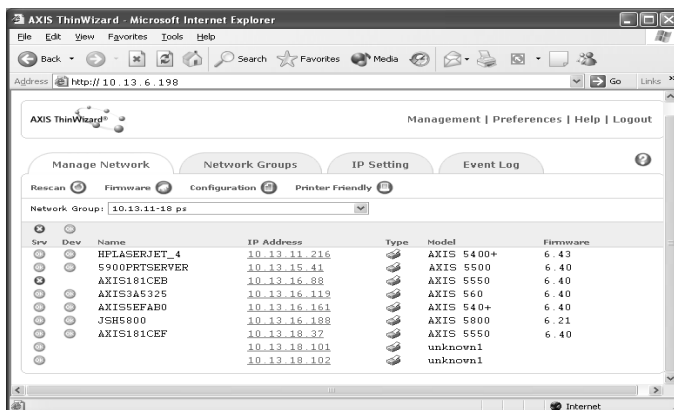 AXIS ThinWizard - Microsoft Internet Explorer
File Edit View Favorites Tools Help
Back Search Favorites Media
Address http://10.13.6.198 Go Links »
AXIS ThinWizard® Management | Preferences | Help | Logout
Manage Network Network Groups IP Setting Event Log ?
Rescan Firmware Configuration Printer Friendly
Network Group: 10.13.11-18 ps
Srv Dev Name IP Address Type Model Firmware
HPLASERJET_4 10.13.11.216 AXIS 5400+ 6.43
5900PRTSERVER 10.13.15.41 AXIS 5500 6.40
AXIS181CEB 10.13.16.88 AXIS 5550 6.40
AXIS3A5325 10.13.16.119 AXIS 560 6.40
AXIS5EFAB0 10.13.16.161 AXIS 540+ 6.40
JSH5800 10.13.16.188 AXIS 5800 6.21
AXIS181CEF 10.13.18.37 AXIS 5550 6.40
10.13.18.101 unknown1
10.13.18.102 unknown1
Internet